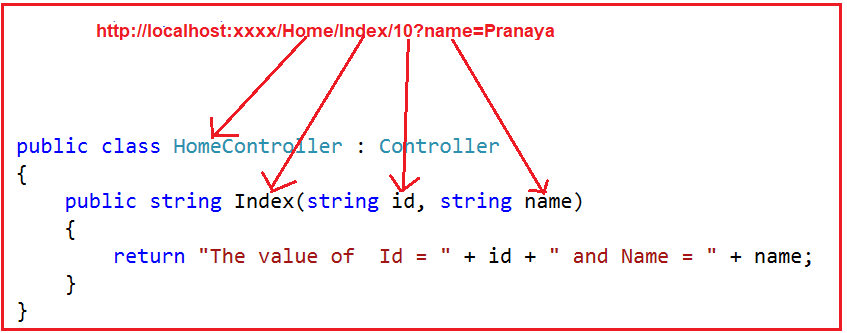 http://localhost:xxxx/Home/Index/10?name=Pranaya
public class HomeController : Controller
{
    public string Index(string id, string name)
    {
        return "The value of  Id = " + id + " and Name = " + name;
    }
}